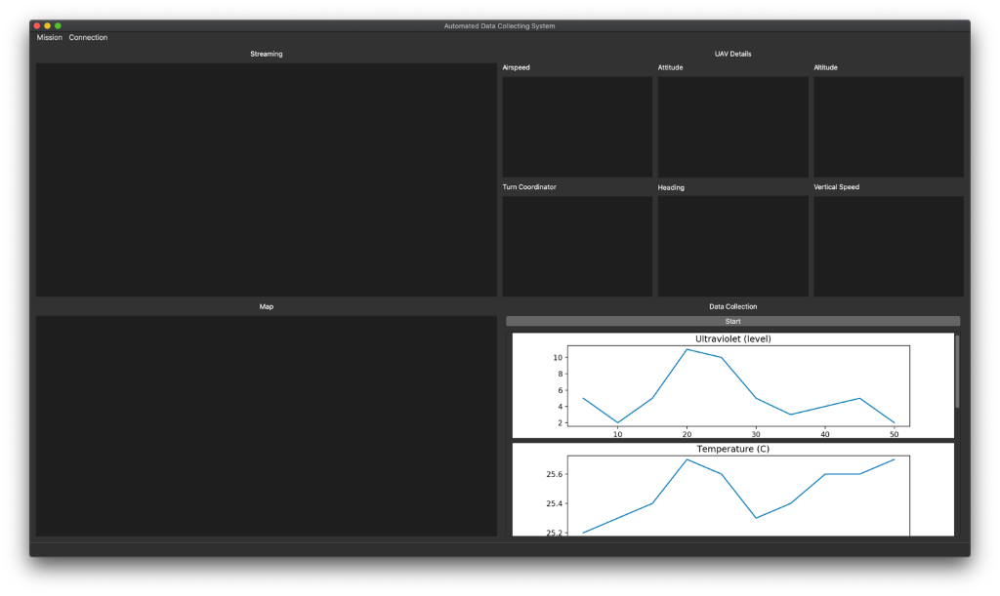 Automated Data Collecting System
Mission Connection
Streaming
UAV Details
Airspeed
Attitude
Altitude
Turn Coordinator
Heading
Vertical Speed
Map
Data Collection
Start
Ultraviolet (level)
10
8
6
4
2
10 20 30 40 50
Temperature (C)
25.6
25.4
25.2